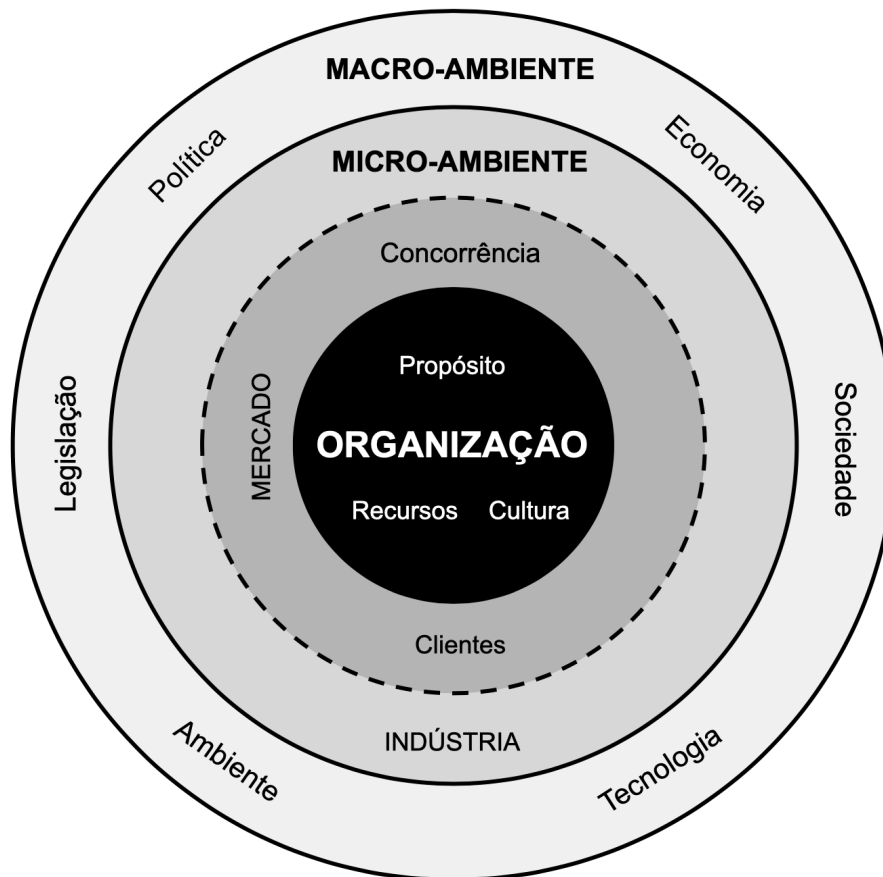 MACRO-AMBIENTE
Política
Economia
MICRO-AMBIENTE
Concorrência
Propósito
Legislação
MERCADO
ORGANIZAÇÃO
Sociedade
Recursos
Cultura
Clientes
Ambiente
INDÚSTRIA
Tecnologia